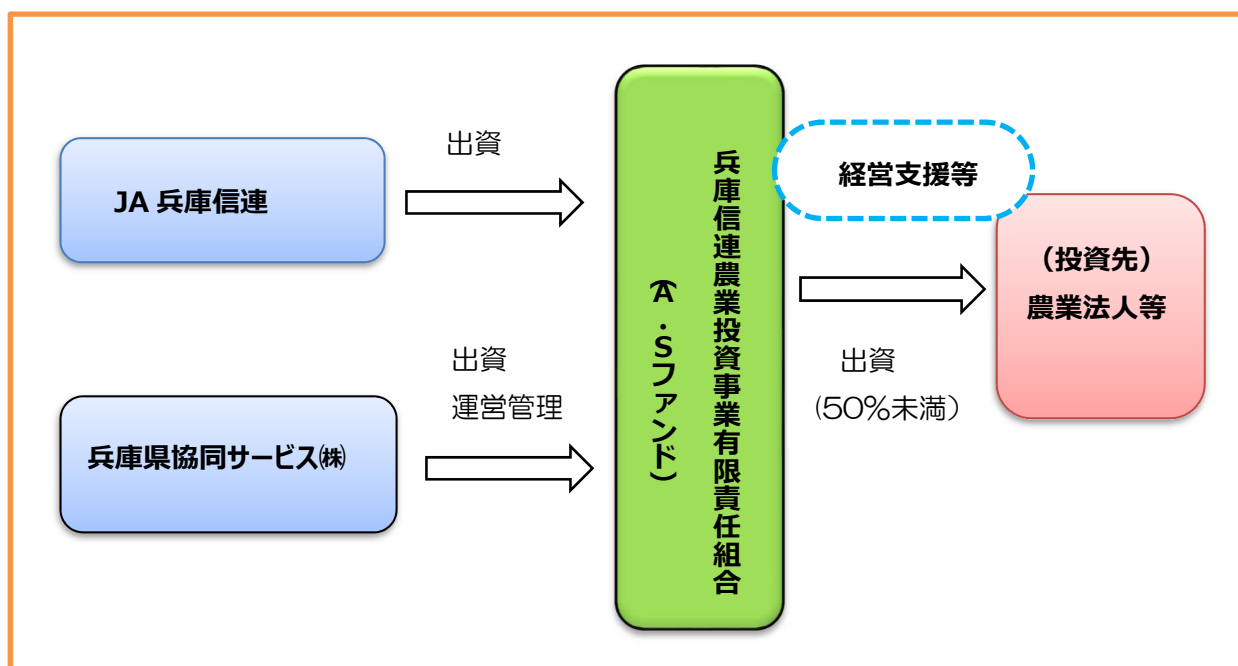 JA 兵庫信連
出資
兵庫県協同サービス㈱
出資
運営管理
兵庫信連農業投資事業有限責任組合
(A・Sファンド)
経営支援等
出資
(50%未満)
(投資先)
農業法人等